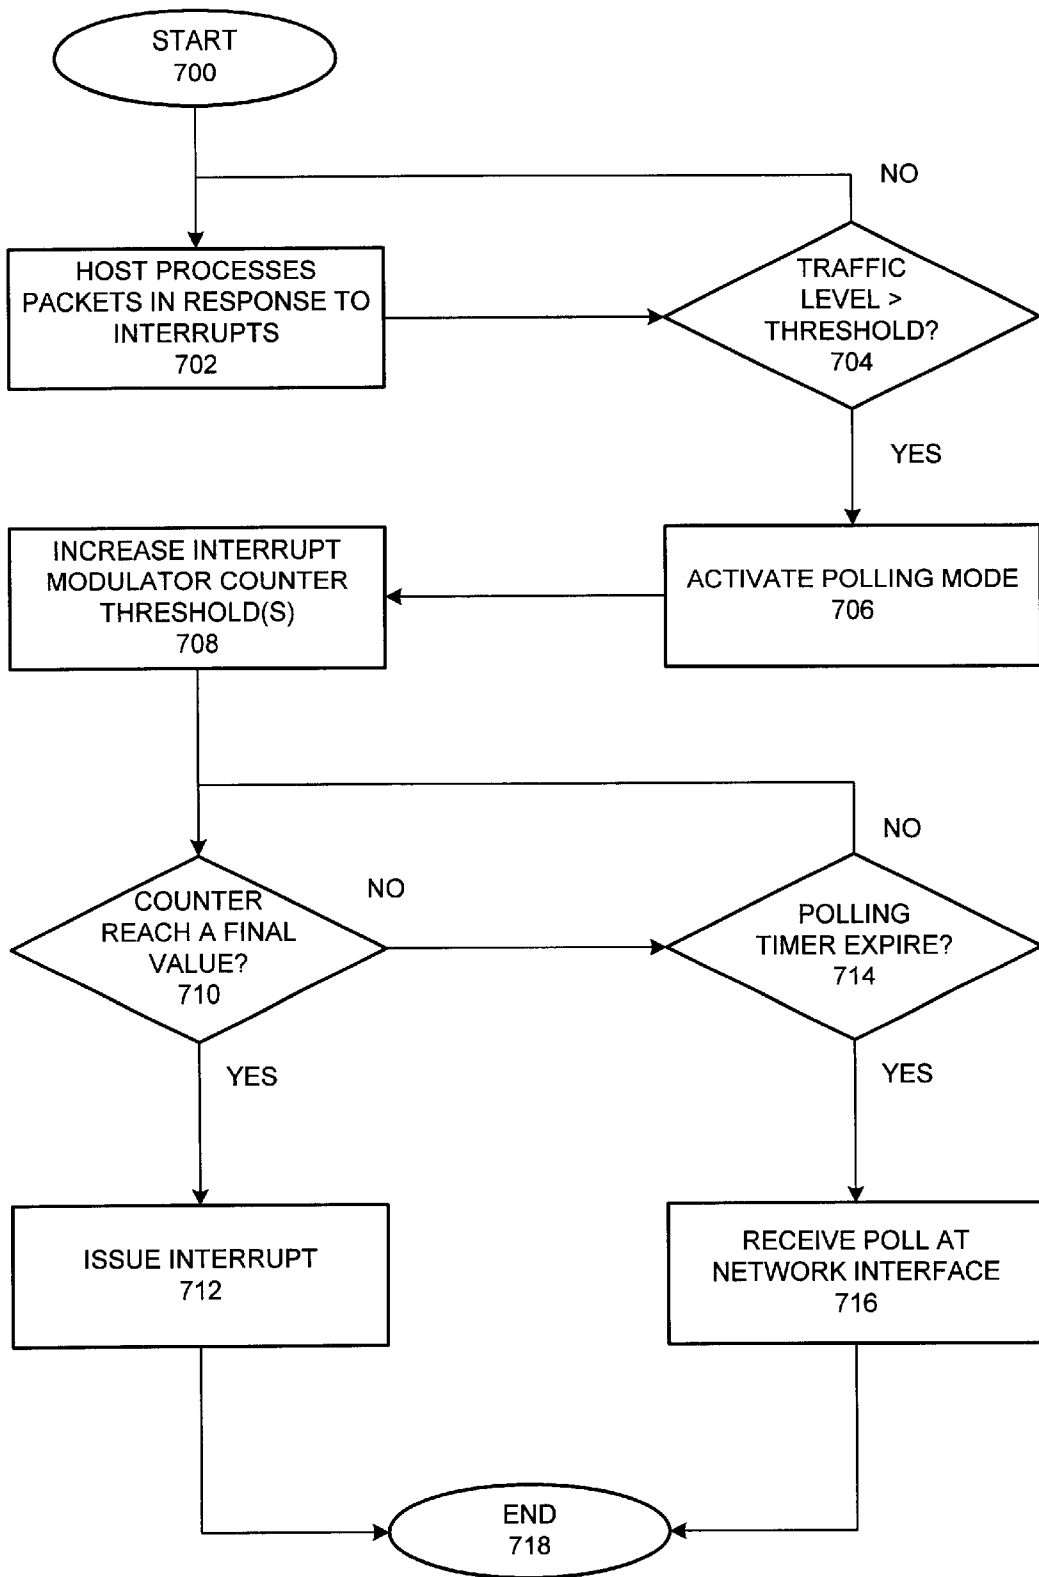 START
700
NO
HOST PROCESSES
PACKETS IN RESPONSE TO
INTERRUPTS
702
TRAFFIC
LEVEL >
THRESHOLD?
704
YES
INCREASE INTERRUPT
MODULATOR COUNTER
THRESHOLD(S)
708
ACTIVATE POLLING MODE
706
NO
COUNTER
REACH A FINAL
VALUE?
710
NO
POLLING
TIMER EXPIRE?
714
YES
YES
ISSUE INTERRUPT
712
RECEIVE POLL AT
NETWORK INTERFACE
716
END
718